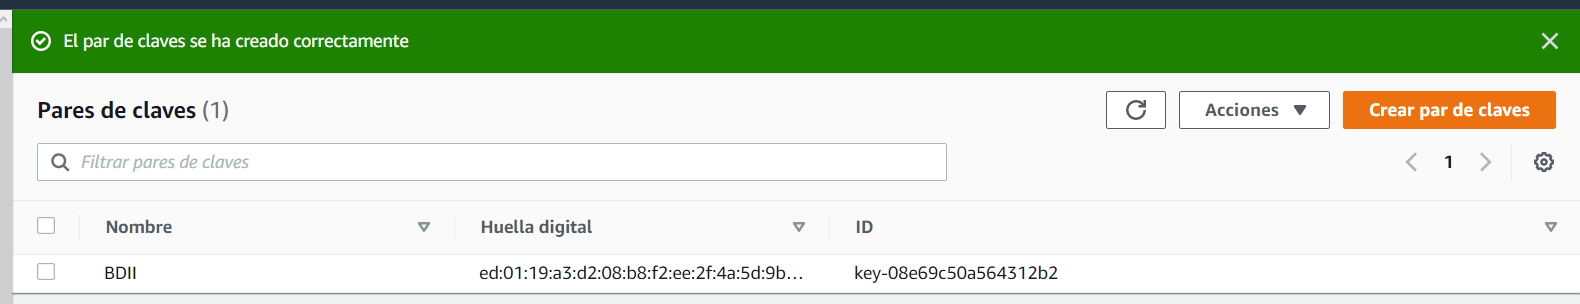 El par de claves se ha creado correctamente
Pares de claves (1)
Acciones
Crear par de claves
Filtrar pares de claves
1
Nombre
Huella digital
ID
BDII
ed:01:19:a3:d2:08:b8:f2:ee:2f:4a:5d:9b...
key-08e69c50a564312b2